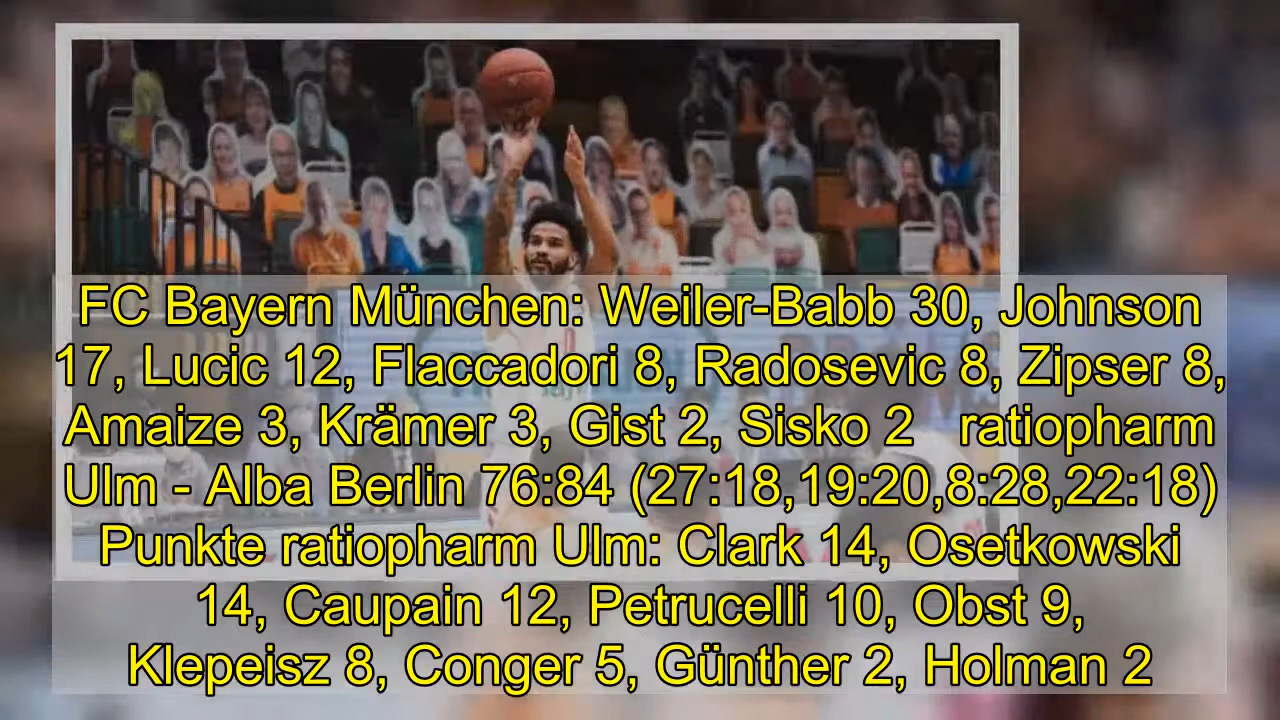 FC Bayern München: Weiler-Babb 30, Johnson
17, Lucic 12, Flaccadori 8, Radosevic 8, Zipser 8,
Amaize 3, Krämer 3, Gist 2, Sisko 2   ratiopharm
Ulm - Alba Berlin 76:84 (27:18,19:20,8:28,22:18)
Punkte ratiopharm Ulm: Clark 14, Osetkowski
14, Caupain 12, Petrucelli 10, Obst 9,
Klepeisz 8, Conger 5, Günther 2, Holman 2